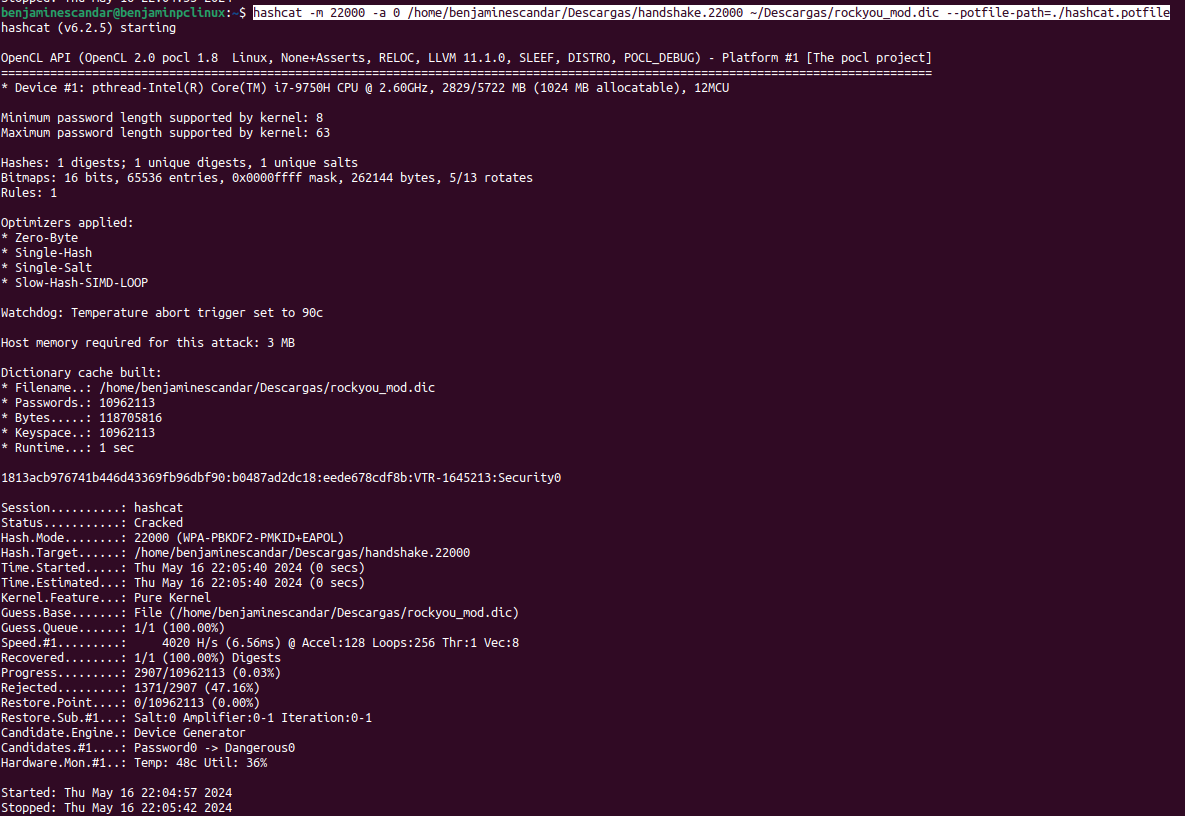 benjaminescandar@benjaminpclinux:~$ hashcat -m 22000 -a 0 /home/benjaminescandar/Descargas/handshake.22000 ~/Descargas/rockyou_mod.dic --potfile-path=./hashcat.potfile
hashcat (v6.2.5) starting
OpenCL API (OpenCL 2.0 pocl 1.8  Linux, None+Asserts, RELOC, LLVM 11.1.0, SLEEF, DISTRO, POCL_DEBUG) - Platform #1 [The pocl project]
=====================================================================================================================================
* Device #1: pthread-Intel(R) Core(TM) i7-9750H CPU @ 2.60GHz, 2829/5722 MB (1024 MB allocatable), 12MCU
Minimum password length supported by kernel: 8
Maximum password length supported by kernel: 63
Hashes: 1 digests; 1 unique digests, 1 unique salts
Bitmaps: 16 bits, 65536 entries, 0x0000ffff mask, 262144 bytes, 5/13 rotates
Rules: 1
Optimizers applied:
* Zero-Byte
* Single-Hash
* Single-Salt
* Slow-Hash-SIMD-LOOP
Watchdog: Temperature abort trigger set to 90c
Host memory required for this attack: 3 MB
Dictionary cache built:
* Filename..: /home/benjaminescandar/Descargas/rockyou_mod.dic
* Passwords.: 10962113
* Bytes.....: 118705816
* Keyspace..: 10962113
* Runtime...: 1 sec
1813acb976741b446d43369fb96dbf90:b0487ad2dc18:eede678cdf8b:VTR-1645213:Security0
Session..........: hashcat
Status...........: Cracked
Hash.Mode........: 22000 (WPA-PBKDF2-PMKID+EAPOL)
Hash.Target......: /home/benjaminescandar/Descargas/handshake.22000
Time.Started.....: Thu May 16 22:05:40 2024 (0 secs)
Time.Estimated...: Thu May 16 22:05:40 2024 (0 secs)
Kernel.Feature...: Pure Kernel
Guess.Base.......: File (/home/benjaminescandar/Descargas/rockyou_mod.dic)
Guess.Queue......: 1/1 (100.00%)
Speed.#1.........:     4020 H/s (6.56ms) @ Accel:128 Loops:256 Thr:1 Vec:8
Recovered........: 1/1 (100.00%) Digests
Progress.........: 2907/10962113 (0.03%)
Rejected.........: 1371/2907 (47.16%)
Restore.Point....: 0/10962113 (0.00%)
Restore.Sub.#1...: Salt:0 Amplifier:0-1 Iteration:0-1
Candidate.Engine.: Device Generator
Candidates.#1....: Password0 -> Dangerous0
Hardware.Mon.#1..: Temp: 48c Util: 36%
Started: Thu May 16 22:04:57 2024
Stopped: Thu May 16 22:05:42 2024